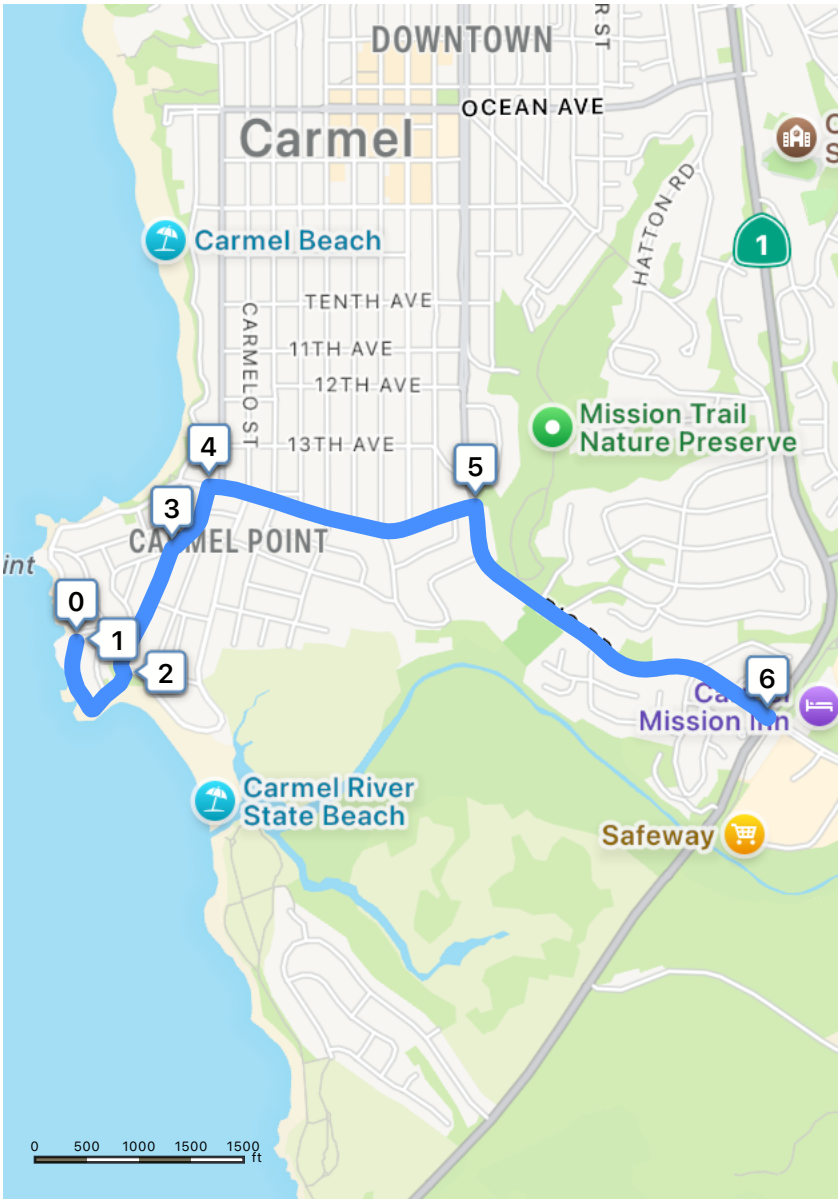 DOWNTOWN
R ST
OCEAN AVE
Carmel
C
S
HATTON RD
1
Carmel Beach
TENTH AVE
CARMELO ST
11TH AVE
12TH AVE
13TH AVE
Mission Trail
Nature Preserve
4
5
3
CARMEL POINT
int
0
1
2
6
Mission Inn
Carmel River
State Beach
Safeway
0 500 1000 1500 1500
ft